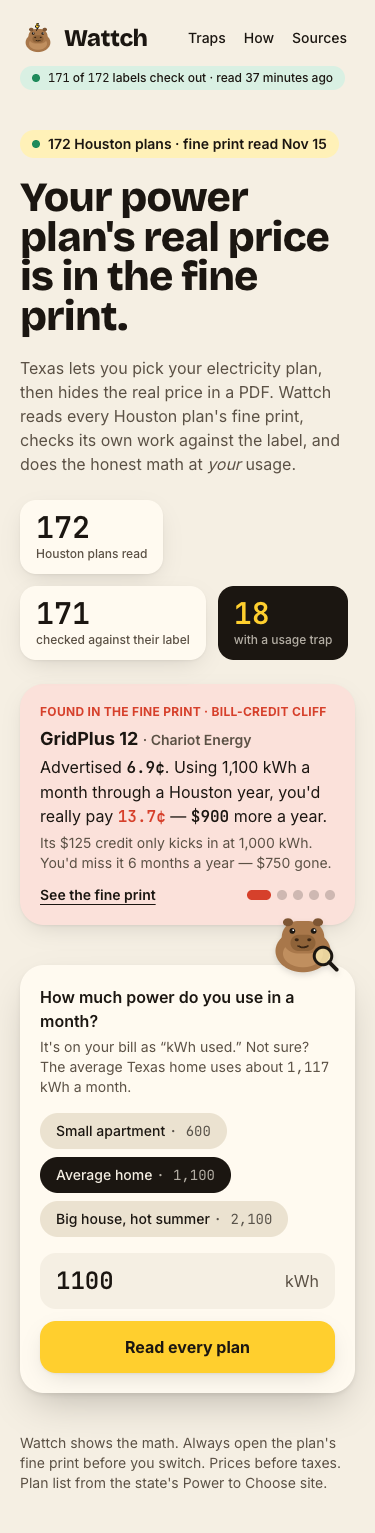 Wattch
Traps How Sources
171 of 172 labels check out · read 37 minutes ago
172 Houston plans · fine print read Nov 15
Your power
plan's real price
is in the fine
print.
Texas lets you pick your electricity plan,
then hides the real price in a PDF. Wattch
reads every Houston plan's fine print,
checks its own work against the label, and
does the honest math at your usage.
172
Houston plans read
171
checked against their label
18
with a usage trap
FOUND IN THE FINE PRINT · BILL-CREDIT CLIFF
GridPlus 12 · Chariot Energy
Advertised 6.9¢. Using 1,100 kWh a
month through a Houston year, you'd
really pay 13.7¢ — $900 more a year.
Its $125 credit only kicks in at 1,000 kWh.
You'd miss it 6 months a year — $750 gone.
See the fine print
How much power do you use in a
month?
It's on your bill as “kWh used.” Not sure?
The average Texas home uses about 1,117
kWh a month.
Small apartment · 600
Average home · 1,100
Big house, hot summer · 2,100
1100 kWh
Read every plan
Wattch shows the math. Always open the plan's
fine print before you switch. Prices before taxes.
Plan list from the state's Power to Choose site.